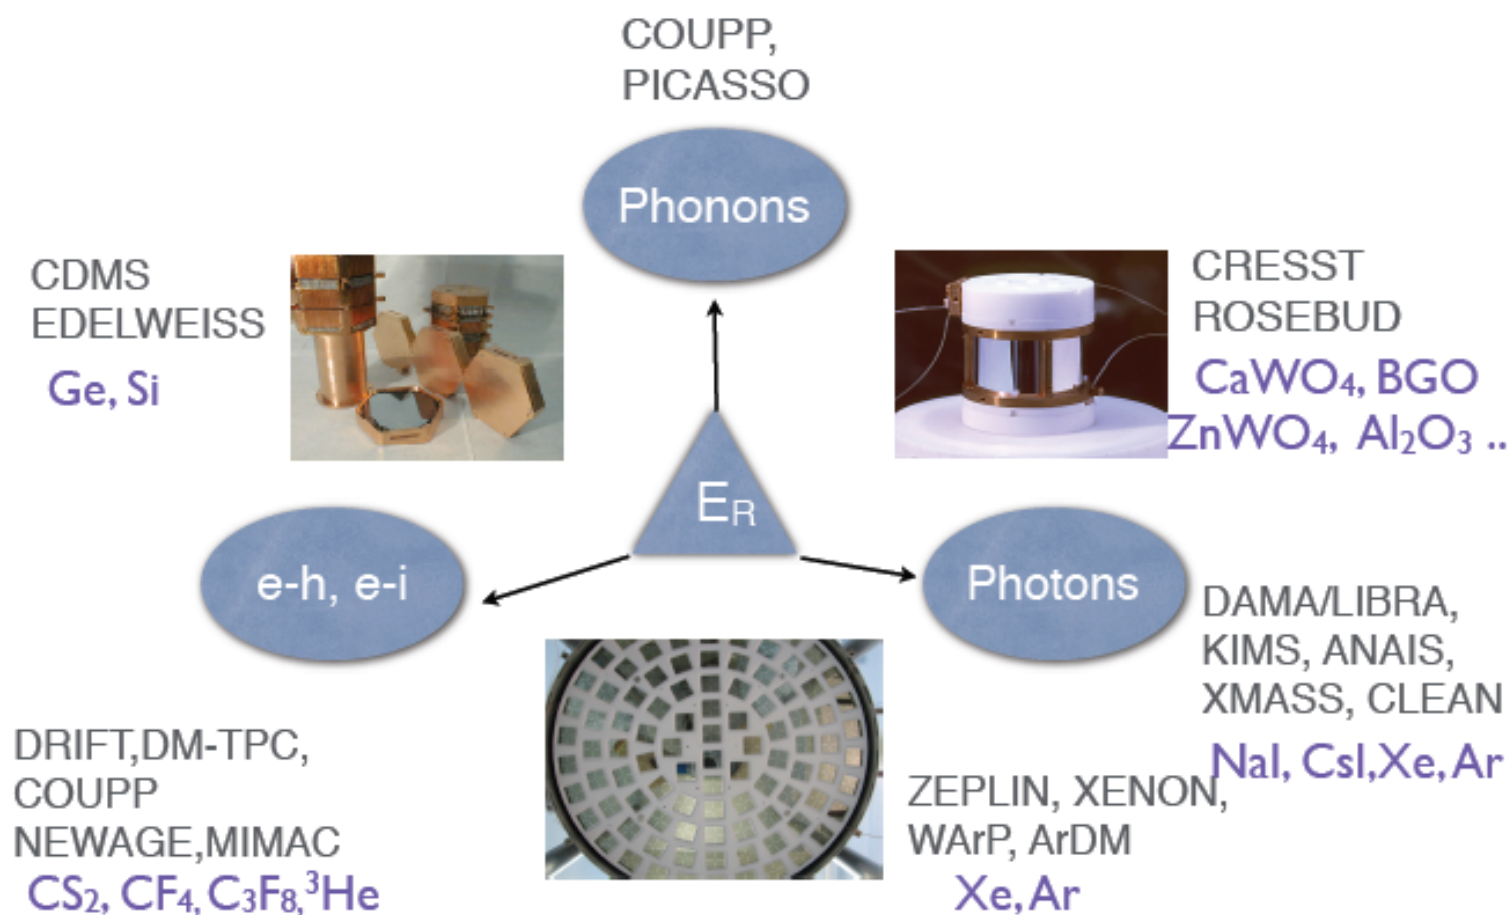 COUPP,
PICASSO
Phonons
CDMS
EDELWEISS
Ge, Si
CRESST
ROSEBUD
CaWO₄, BGO
ZnWO₄, Al₂O₃ ..
E_R
e-h, e-i
Photons
DAMA/LIBRA,
KIMS, ANAIS,
XMASS, CLEAN
NaI, CsI,Xe, Ar
DRIFT,DM-TPC,
COUPP
NEWAGE,MIMAC
CS₂, CF₄, C₃F₈,³He
ZEPLIN, XENON,
WArP, ArDM
Xe, Ar